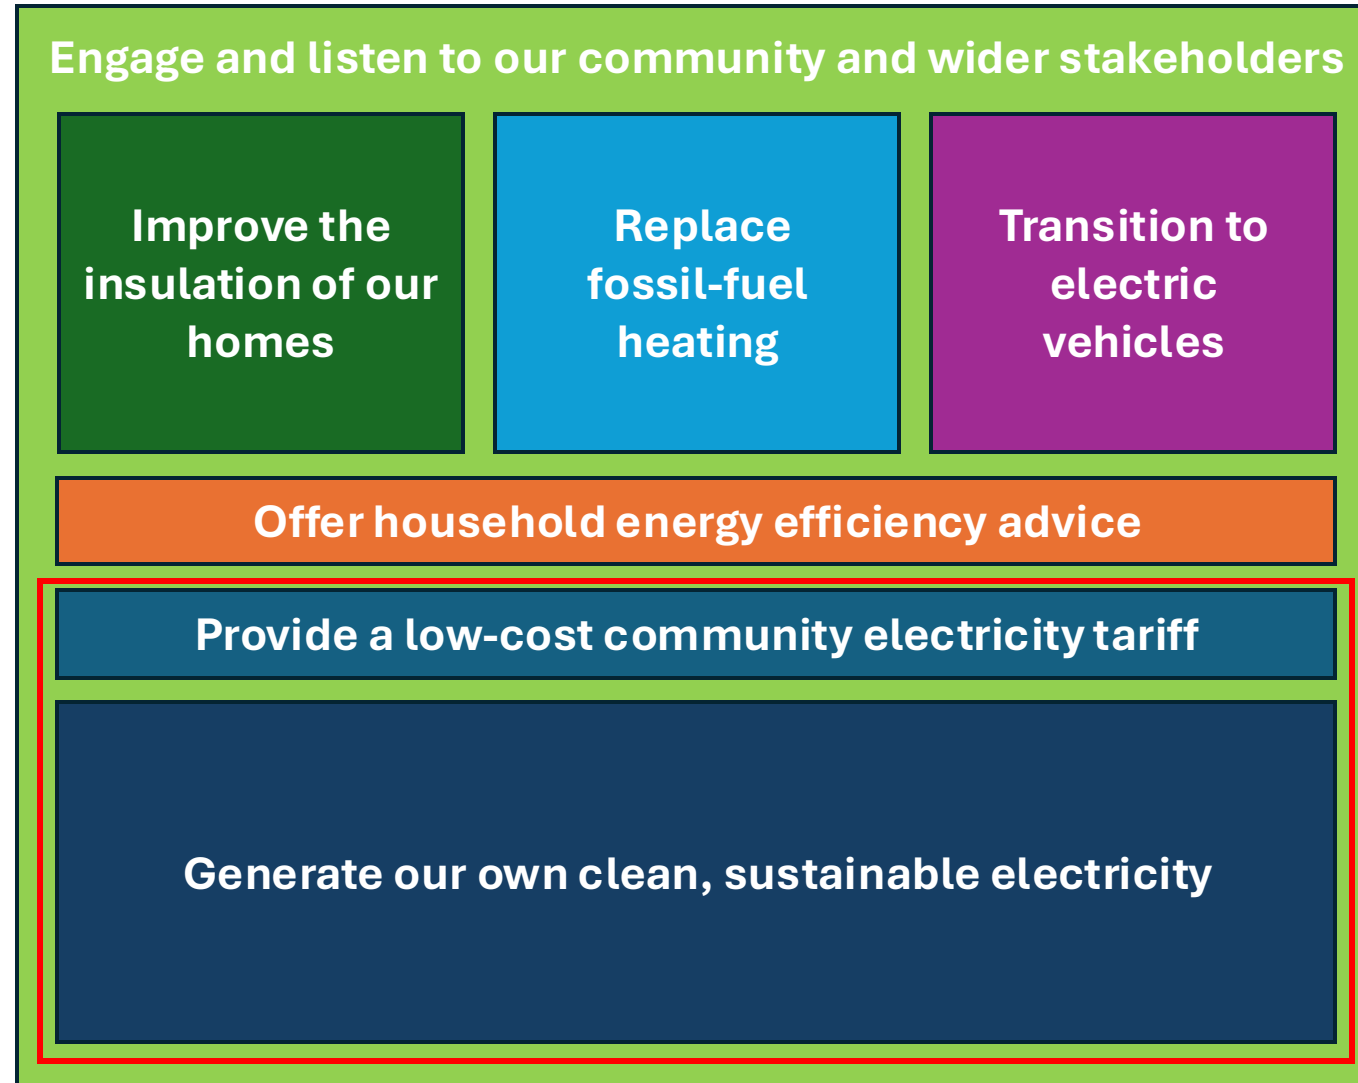 Engage and listen to our community and wider stakeholders
Improve the
insulation of our
homes
Replace
fossil-fuel
heating
Transition to
electric
vehicles
Offer household energy efficiency advice
Provide a low-cost community electricity tariff
Generate our own clean, sustainable electricity